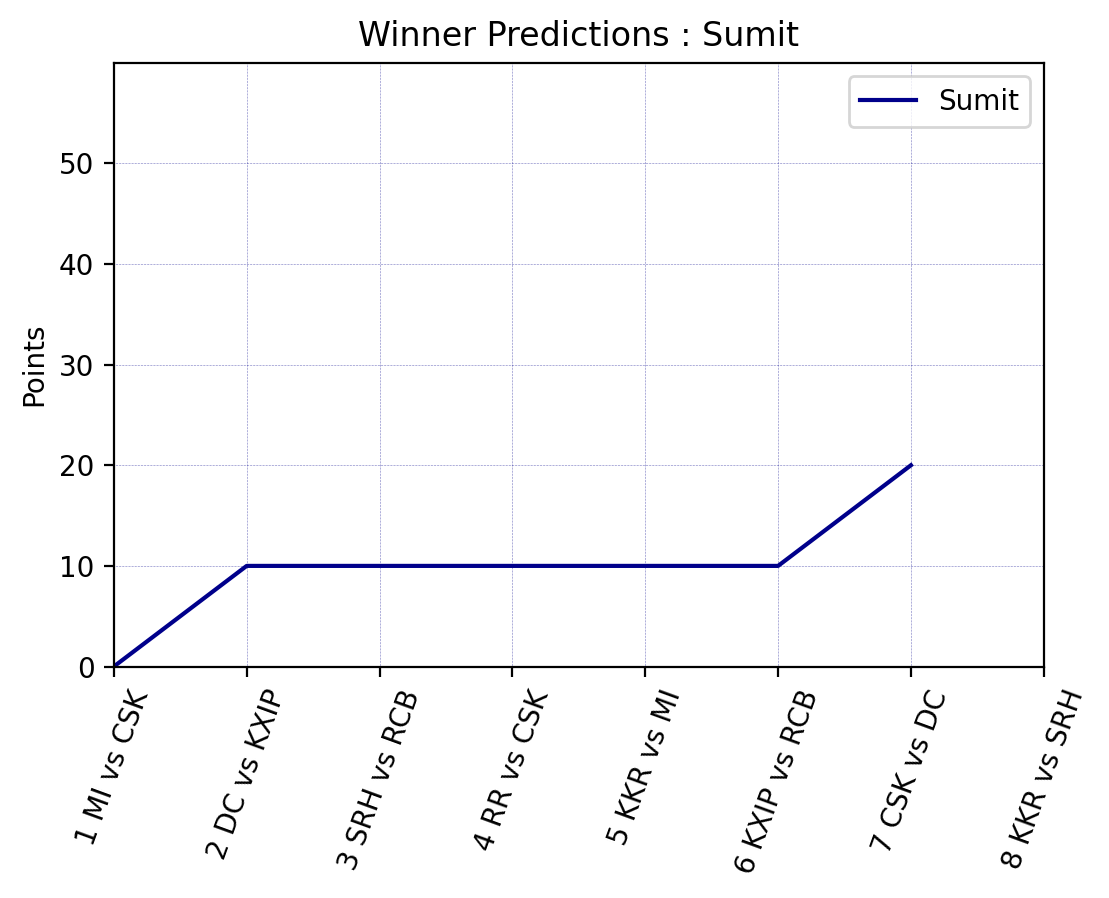 Winner Predictions : Sumit
Sumit
Points
50
40
30
20
10
0
1 MI vs CSK
2 DC vs KXIP
3 SRH vs RCB
4 RR vs CSK
5 KKR vs MI
6 KXIP vs RCB
7 CSK vs DC
8 KKR vs SRH